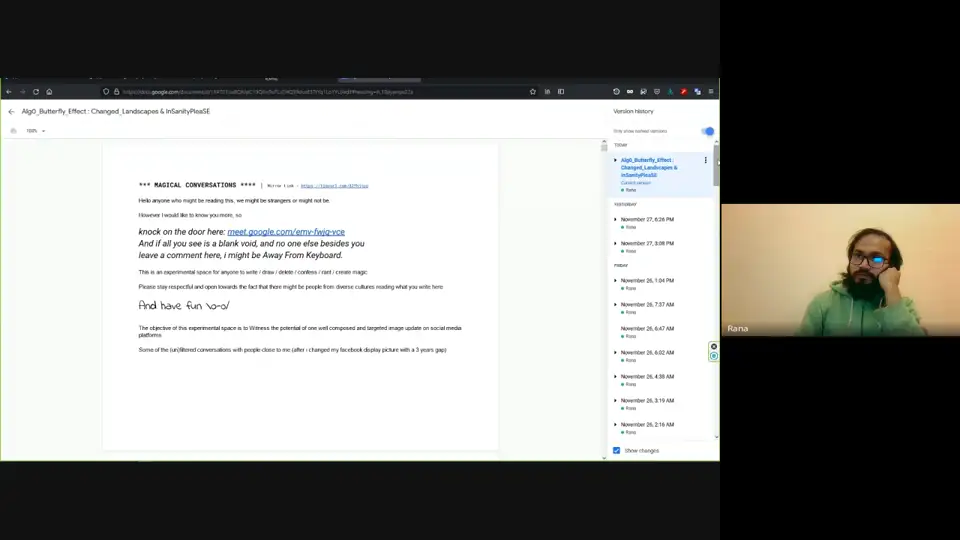 Alg0_Butterfly_Effect : Changed_Landscapes & InSanityPleaSE
100%
*** MAGICAL CONVERSATIONS **** | Mirror Link -
Hello anyone who might be reading this, we might be strangers or might not be.
However I would like to know you more, so
knock on the door here: meet.google.com/emv-fwjq-vce
And if all you see is a blank void, and no one else besides you
leave a comment here, i might be Away From Keyboard.
This is an experimental space for anyone to write / draw / delete / confess / rant / create magic.
Please stay respectful and open towards the fact that there might be people from diverse cultures reading what you write here
And have fun \o-o/
The objective of this experimental space is to Witness the potential of one well composed and targeted image update on social media
platforms.
Some of the (un)filtered conversations with people close to me (after i changed my facebook display picture with a 3 years gap)
Version history
Only show named versions
TODAY
Alg0_Butterfly_Effect :
Changed_Landscapes &
InSanityPleaSE
Current version
Rana
YESTERDAY
November 27, 6:26 PM
Rana
November 27, 3:08 PM
Rana
FRIDAY
November 26, 1:04 PM
Rana
November 26, 7:37 AM
Rana
November 26, 6:47 AM
Rana
November 26, 6:02 AM
Rana
November 26, 4:38 AM
Rana
November 26, 3:19 AM
Rana
November 26, 2:16 AM
Rana
Show changes
Rana